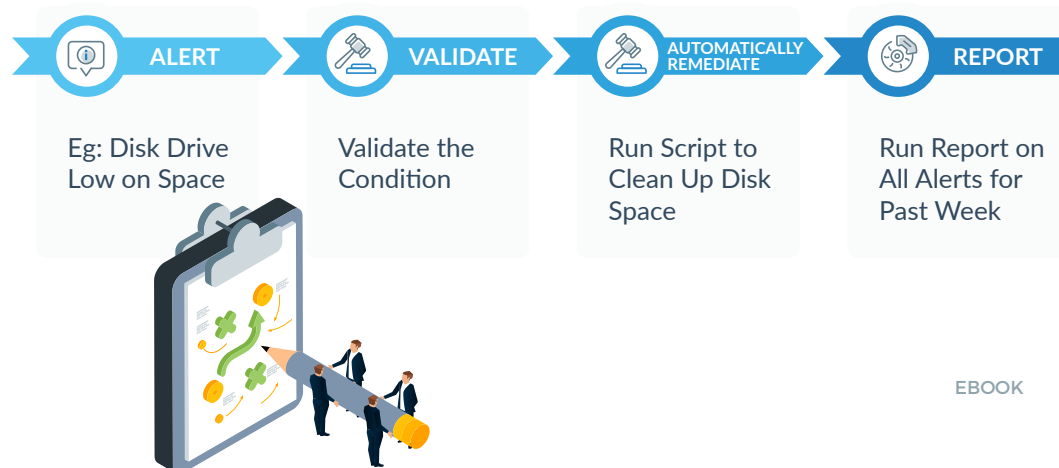 ALERT
VALIDATE
AUTOMATICALLY
REMEDIATE
REPORT
Eg: Disk Drive
Low on Space
Validate the
Condition
Run Script to
Clean Up Disk
Space
Run Report on
All Alerts for
Past Week
EBOOK